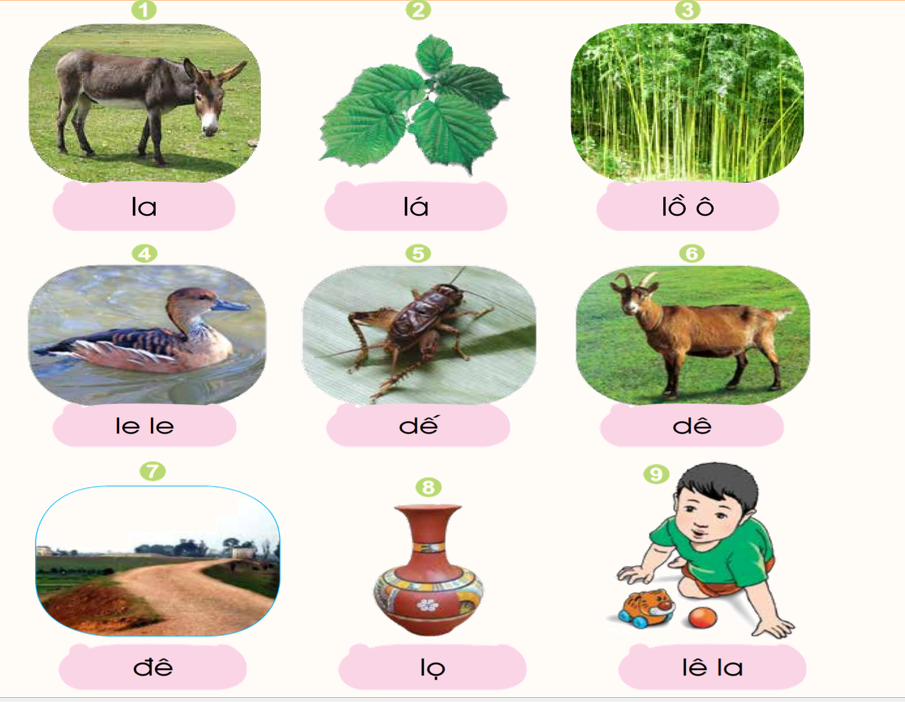 1 2 3
la lá lồ ô
4 5 6
le le dế dê
7 8 9
đê lọ lê la